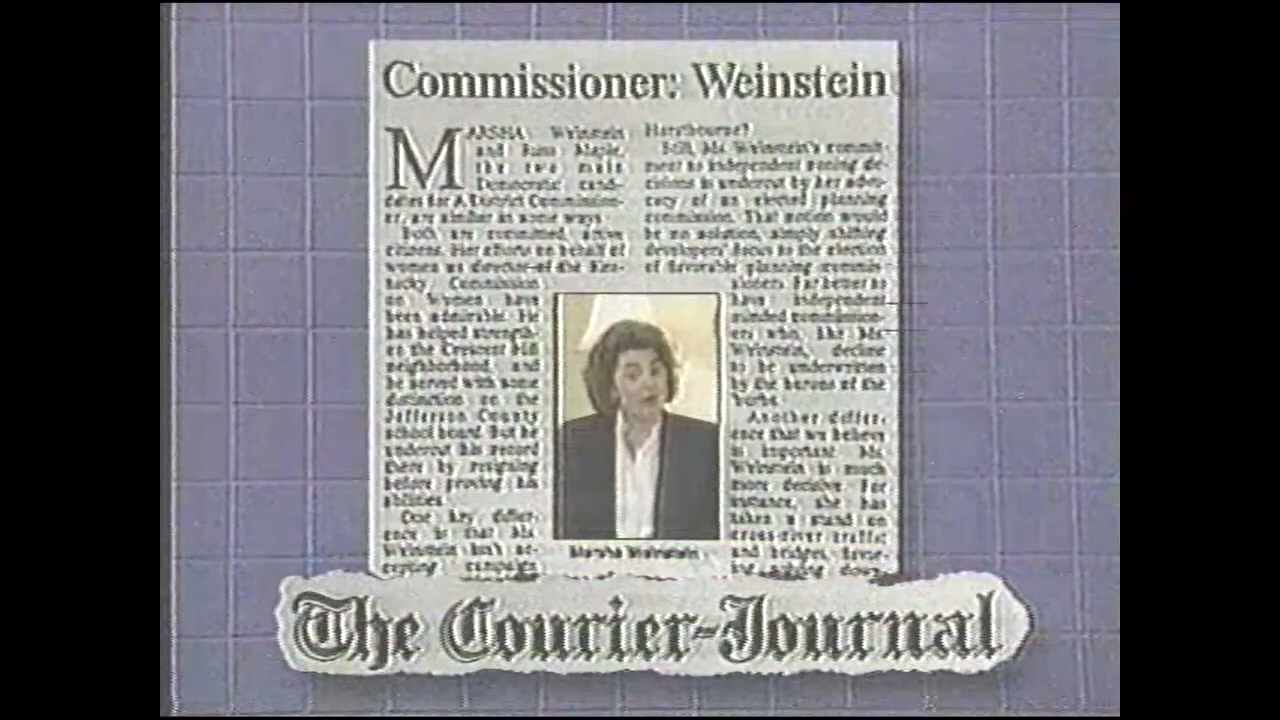 Commissioner: Weinstein
MARSHA Weinstein
and Russ Maple,
the two main
Democratic candi-
dates for A District Commission-
er, are similar in some ways.
Both are committed, active
citizens. Her efforts on behalf of
women as director of the Ken-
tucky Commission
on Women have
been admirable. He
has helped strength-
en the Crescent Hill
neighborhood, and
he served with some
distinction on the
Jefferson County
school board. But he
undercut his record
there by resigning
before proving his
abilities.
One key differ-
ence is that Ms.
Weinstein isn't ac-
cepting campaign
Hurstbourne?
Still, Ms. Weinstein's commit-
ment to independent zoning de-
cisions is undercut by her advo-
cacy of an elected planning
commission. That notion would
be no solution, simply shifting
developers' focus to the election
of favorable planning commis-
sioners. Far better to
have independent
minded commission-
ers who, like Ms.
Weinstein, decline
to be underwritten
by the barons of the
'burbs.
Another differ-
ence that we believe
is important: Ms.
Weinstein is much
more decisive. For
instance, she has
taken a stand on
cross-river traffic
and bridges, favor-
ing down-
Marsha Weinstein
The Courier-Journal